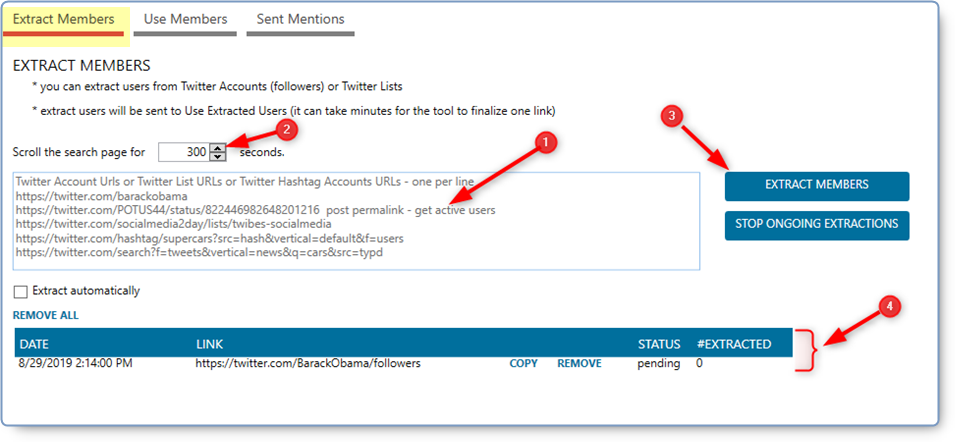 Extract Members Use Members Sent Mentions
EXTRACT MEMBERS
* you can extract users from Twitter Accounts (followers) or Twitter Lists
* extract users will be sent to Use Extracted Users (it can take minutes for the tool to finalize one link)
3
2
1
Scroll the search page for 300 seconds.
Twitter Account Urls or Twitter List URLs or Twitter Hashtag Accounts URLs - one per line
https://twitter.com/barackobama
https://twitter.com/POTUS44/status/822446982648201216 post permalink - get active users
https://twitter.com/socialmedia2day/lists/twibes-socialmedia
https://twitter.com/hashtag/supercars?src=hash&vertical=default&f=users
https://twitter.com/search?f=tweets&vertical=news&q=cars&src=typd
EXTRACT MEMBERS
STOP ONGOING EXTRACTIONS
Extract automatically
4
REMOVE ALL
DATE LINK STATUS #EXTRACTED
8/29/2019 2:14:00 PM https://twitter.com/BarackObama/followers COPY REMOVE pending 0